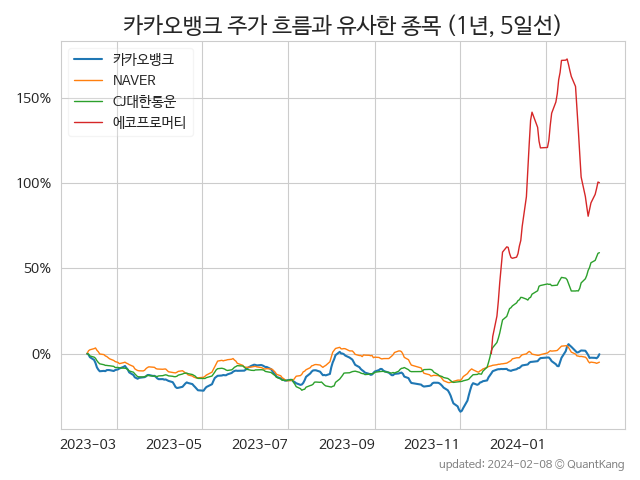 카카오뱅크 주가 흐름과 유사한 종목 (1년, 5일선)
카카오뱅크
NAVER
CJ대한통운
에코프로머티
150%
100%
50%
0%
2023-03 2023-05 2023-07 2023-09 2023-11 2024-01
updated: 2024-02-08 © QuantKang